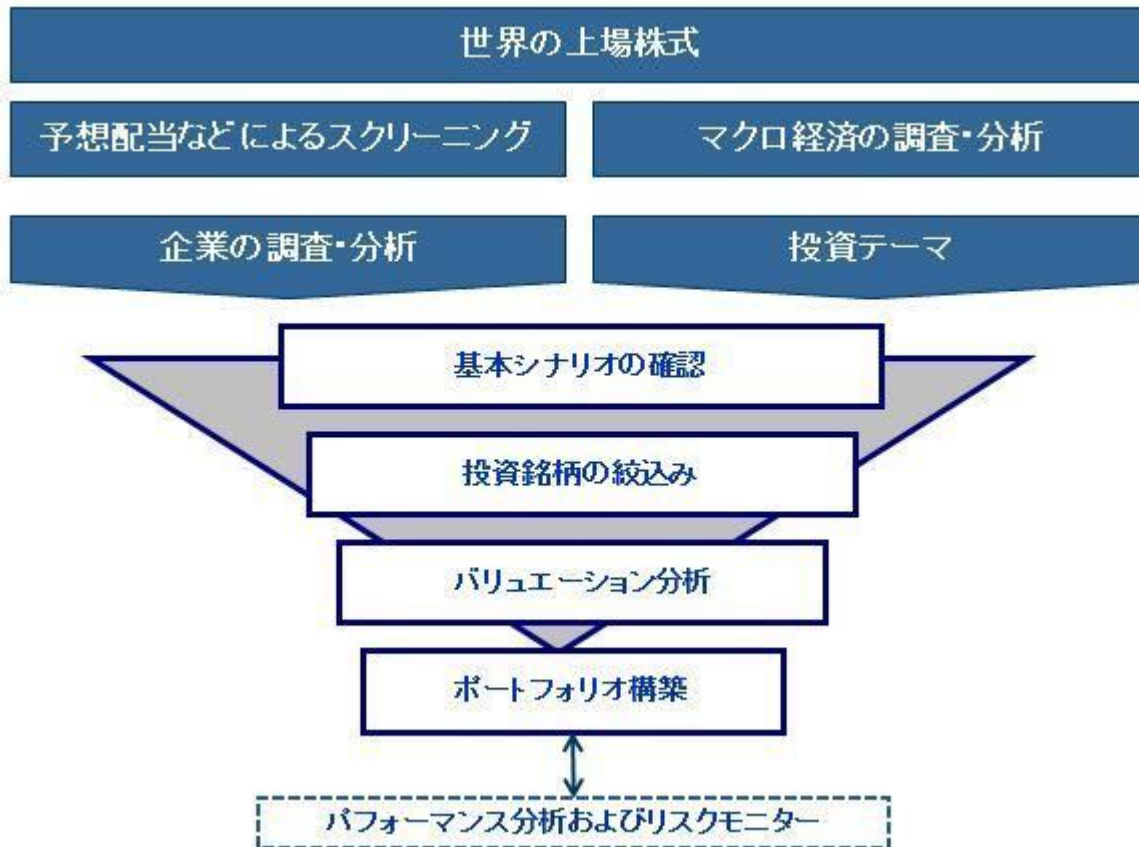 世界の上場株式
予想配当などによるスクリーニング
マクロ経済の調査・分析
企業の調査・分析
投資テーマ
基本シナリオの確認
投資銘柄の絞込み
バリュエーション分析
ポートフォリオ構築
パフォーマンス分析およびリスクモニター